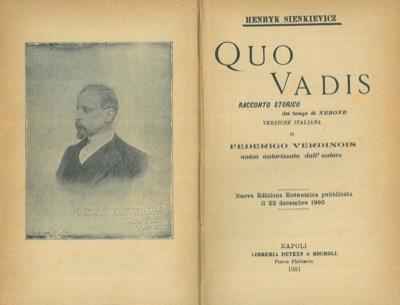 HENRYK SIENKIEVICZ
QUO
VADIS
RACCONTO STORICO
dei tempi di NERONE
VERSIONE ITALIANA
DI
FEDERIGO VERDINOIS
unica autorizzata dall' autore
Nuova Edizione Economica pubblicata
il 22 decembre 1900
NAPOLI
LIBRERIA DETKEN & ROCHOLL
Piazza Plebiscito
1901